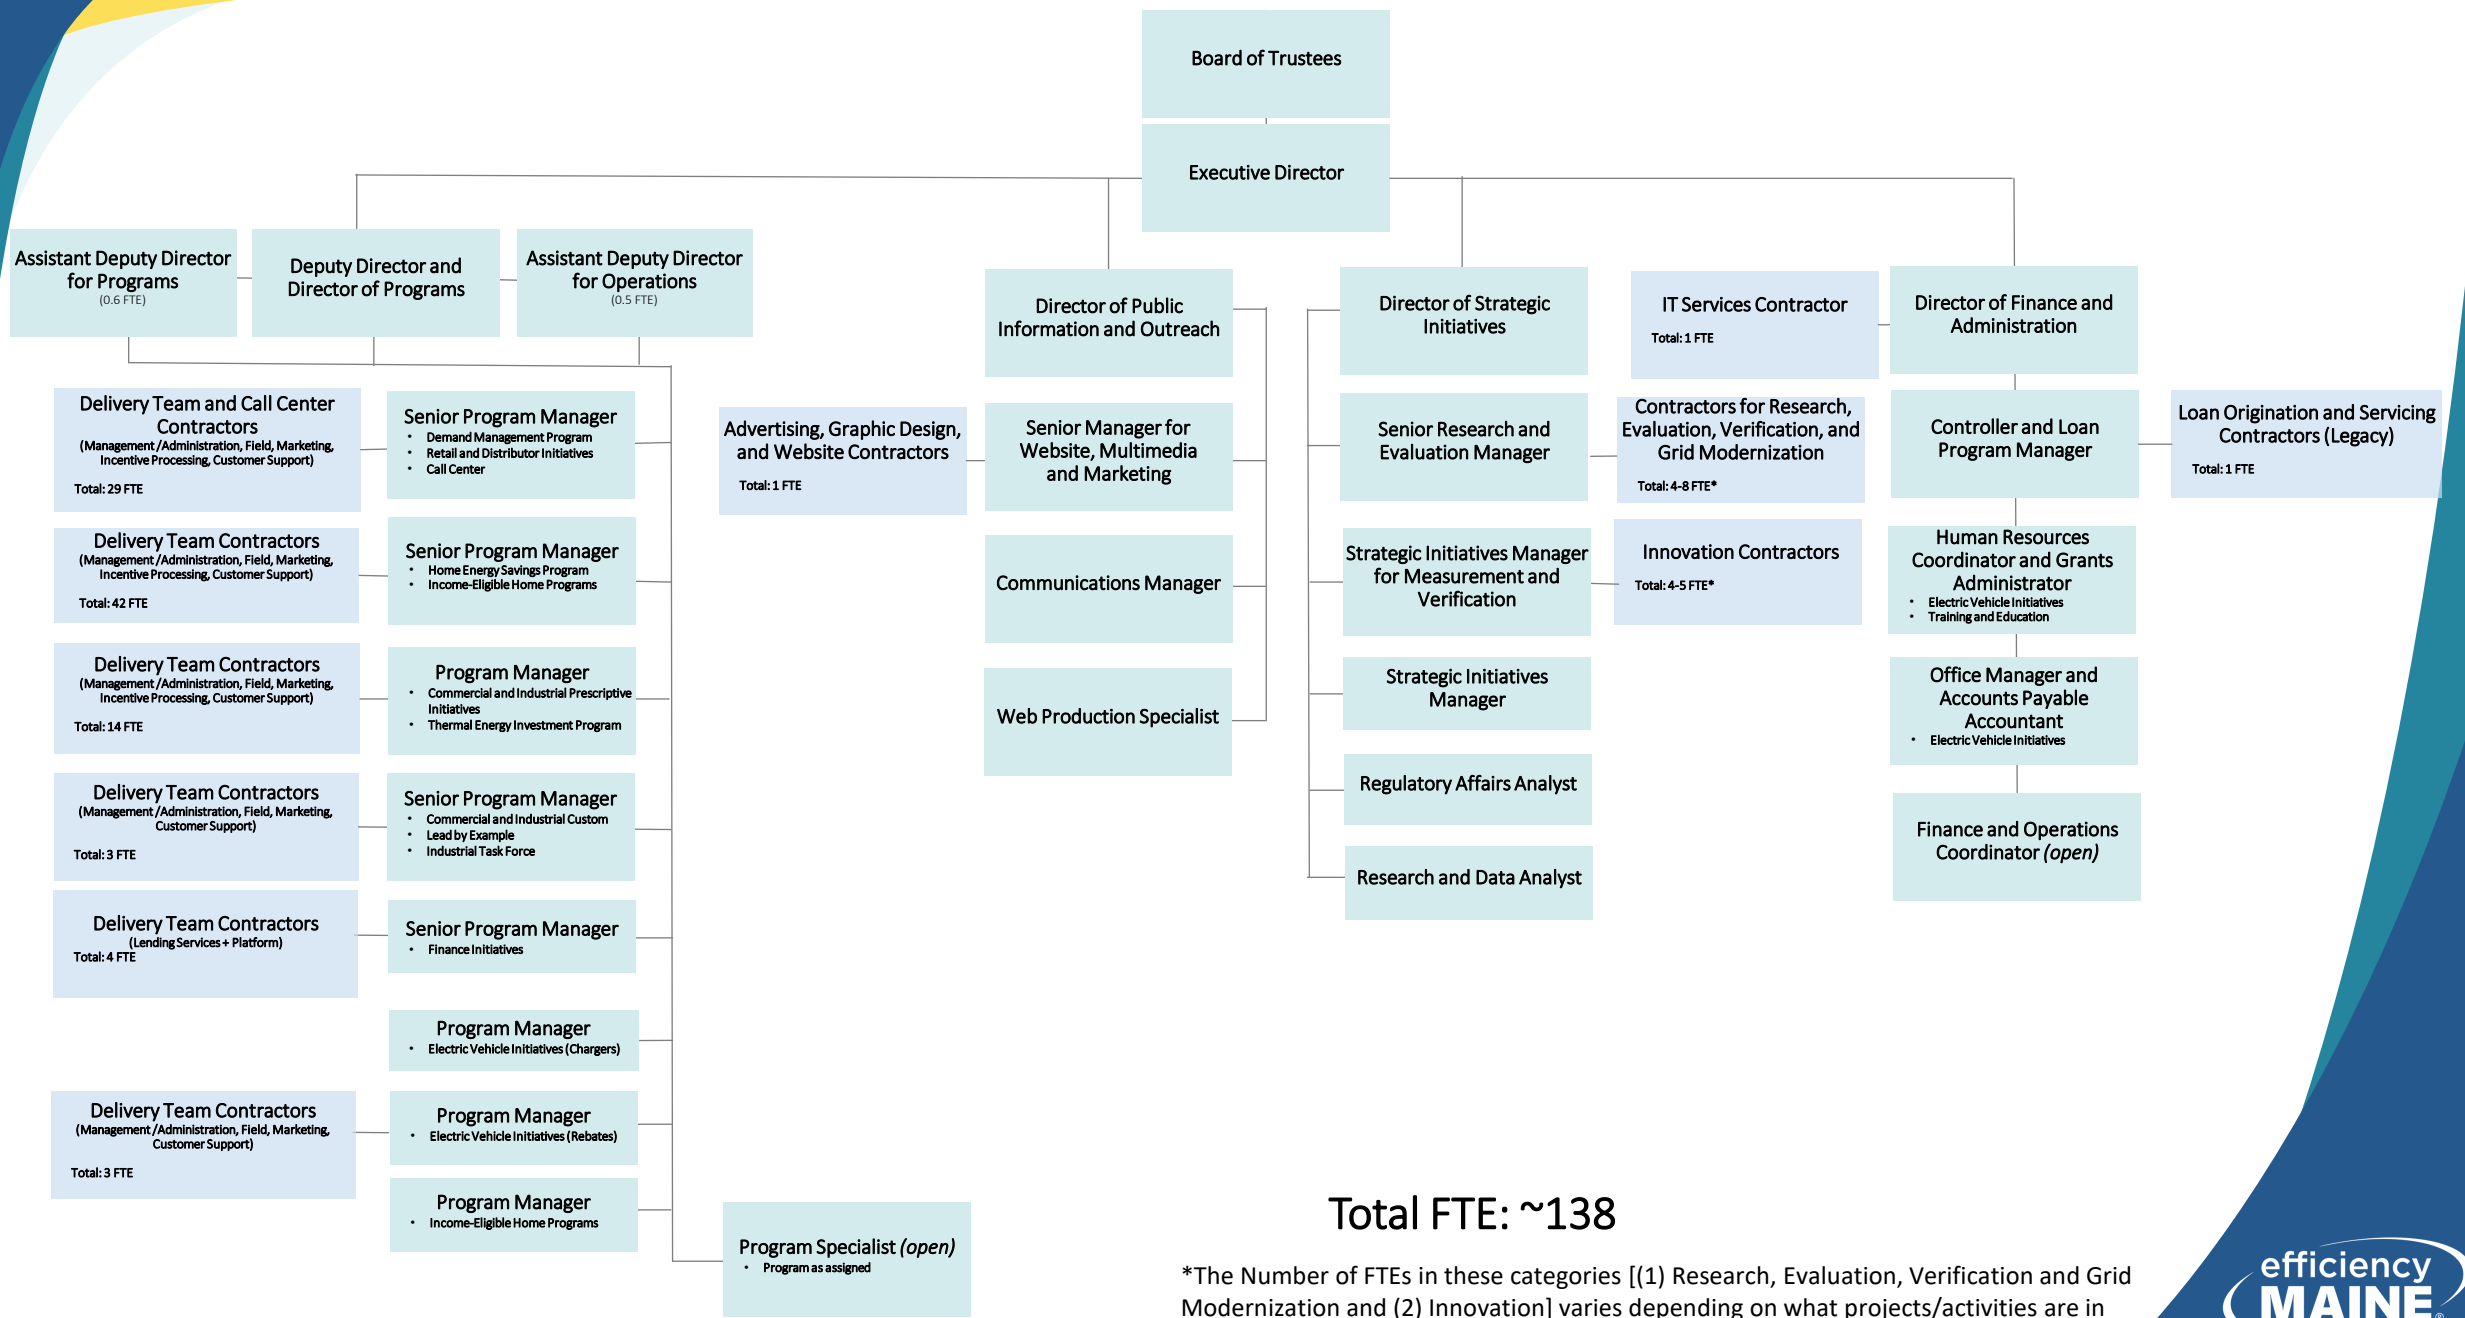 Board of Trustees
Executive Director
Assistant Deputy Director
for Programs
(0.6 FTE)
Deputy Director and
Director of Programs
Assistant Deputy Director
for Operations
(0.5 FTE)
Delivery Team and Call Center
Contractors
(Management/Administration, Field, Marketing,
Incentive Processing, Customer Support)
Total: 29 FTE
Senior Program Manager
• Demand Management Program
• Retail and Distributor Initiatives
• Call Center
Delivery Team Contractors
(Management/Administration, Field, Marketing,
Incentive Processing, Customer Support)
Total: 42 FTE
Senior Program Manager
• Home Energy Savings Program
• Income-Eligible Home Programs
Delivery Team Contractors
(Management/Administration, Field, Marketing,
Incentive Processing, Customer Support)
Total: 14 FTE
Program Manager
• Commercial and Industrial Prescriptive
Initiatives
• Thermal Energy Investment Program
Delivery Team Contractors
(Management/Administration, Field, Marketing,
Customer Support)
Total: 3 FTE
Senior Program Manager
• Commercial and Industrial Custom
• Lead by Example
• Industrial Task Force
Delivery Team Contractors
(Lending Services + Platform)
Total: 4 FTE
Senior Program Manager
• Finance Initiatives
Program Manager
• Electric Vehicle Initiatives (Chargers)
Delivery Team Contractors
(Management/Administration, Field, Marketing,
Customer Support)
Total: 3 FTE
Program Manager
• Electric Vehicle Initiatives (Rebates)
Program Manager
• Income-Eligible Home Programs
Program Specialist (open)
• Program as assigned
Director of Public
Information and Outreach
Advertising, Graphic Design,
and Website Contractors
Total: 1 FTE
Senior Manager for
Website, Multimedia
and Marketing
Communications Manager
Web Production Specialist
Director of Strategic
Initiatives
Senior Research and
Evaluation Manager
Contractors for Research,
Evaluation, Verification, and
Grid Modernization
Total: 4-8 FTE*
Strategic Initiatives Manager
for Measurement and
Verification
Innovation Contractors
Total: 4-5 FTE*
Strategic Initiatives
Manager
Regulatory Affairs Analyst
Research and Data Analyst
IT Services Contractor
Total: 1 FTE
Director of Finance and
Administration
Controller and Loan
Program Manager
Loan Origination and Servicing
Contractors (Legacy)
Total: 1 FTE
Human Resources
Coordinator and Grants
Administrator
• Electric Vehicle Initiatives
• Training and Education
Office Manager and
Accounts Payable
Accountant
• Electric Vehicle Initiatives
Finance and Operations
Coordinator (open)
Total FTE: ~138
*The Number of FTEs in these categories [(1) Research, Evaluation, Verification and Grid
Modernization and (2) Innovation] varies depending on what projects/activities are in
efficiency
MAINE®